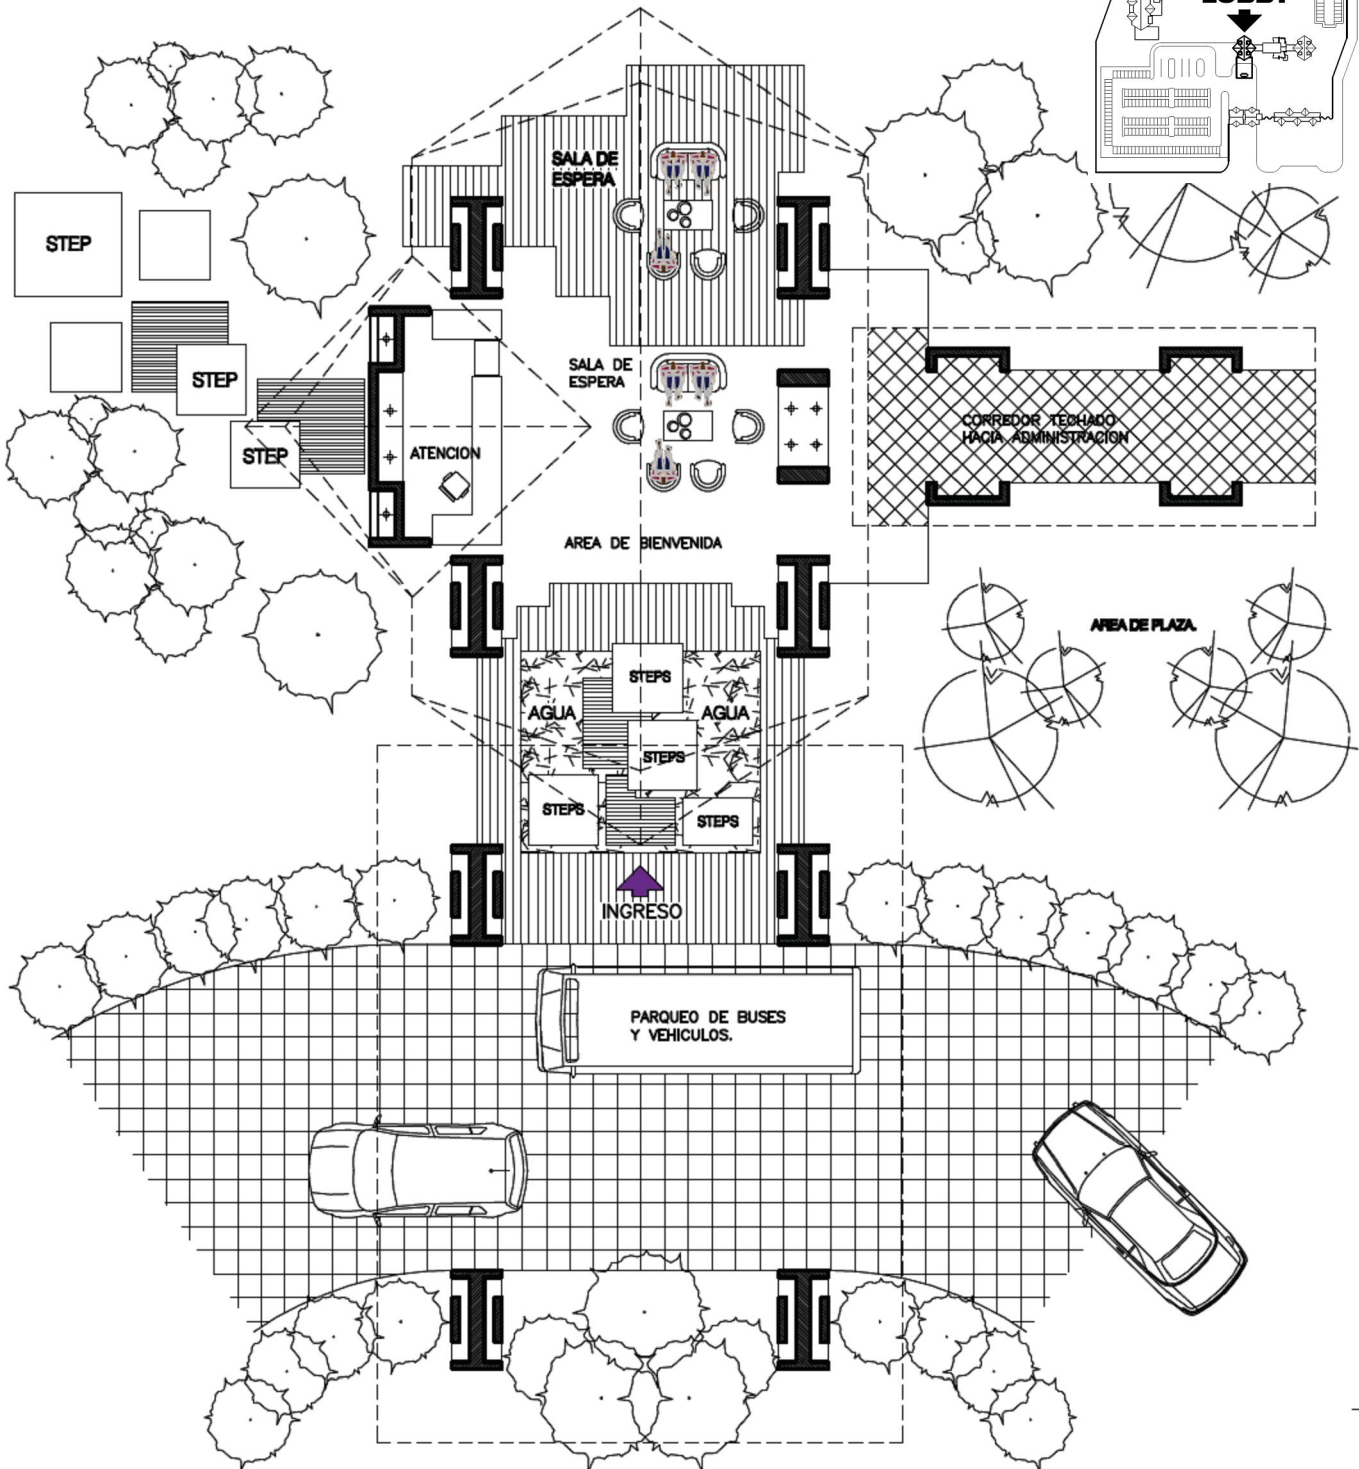 LOBBY
SALA DE
ESPERA
STEP
STEP
SALA DE
ESPERA
STEP
ATENCION
CORREDOR TECHADO
HACIA ADMINISTRACION
AREA DE BIENVENIDA
AREA DE PLAZA.
STEPS
AGUA
AGUA
STEPS
STEPS
STEPS
INGRESO
PARQUEO DE BUSES
Y VEHICULOS.